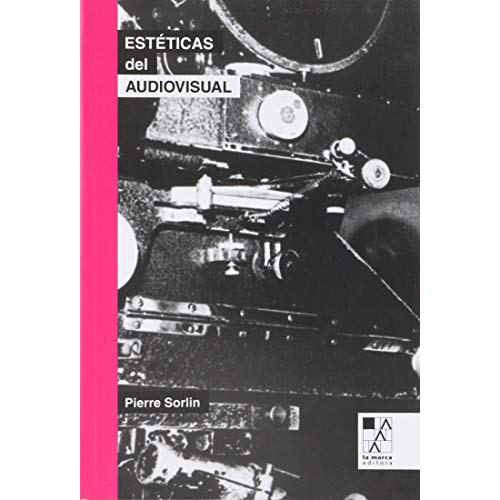 ESTÉTICAS
del
AUDIOVISUAL
Pierre Sorlin
la marca
editora